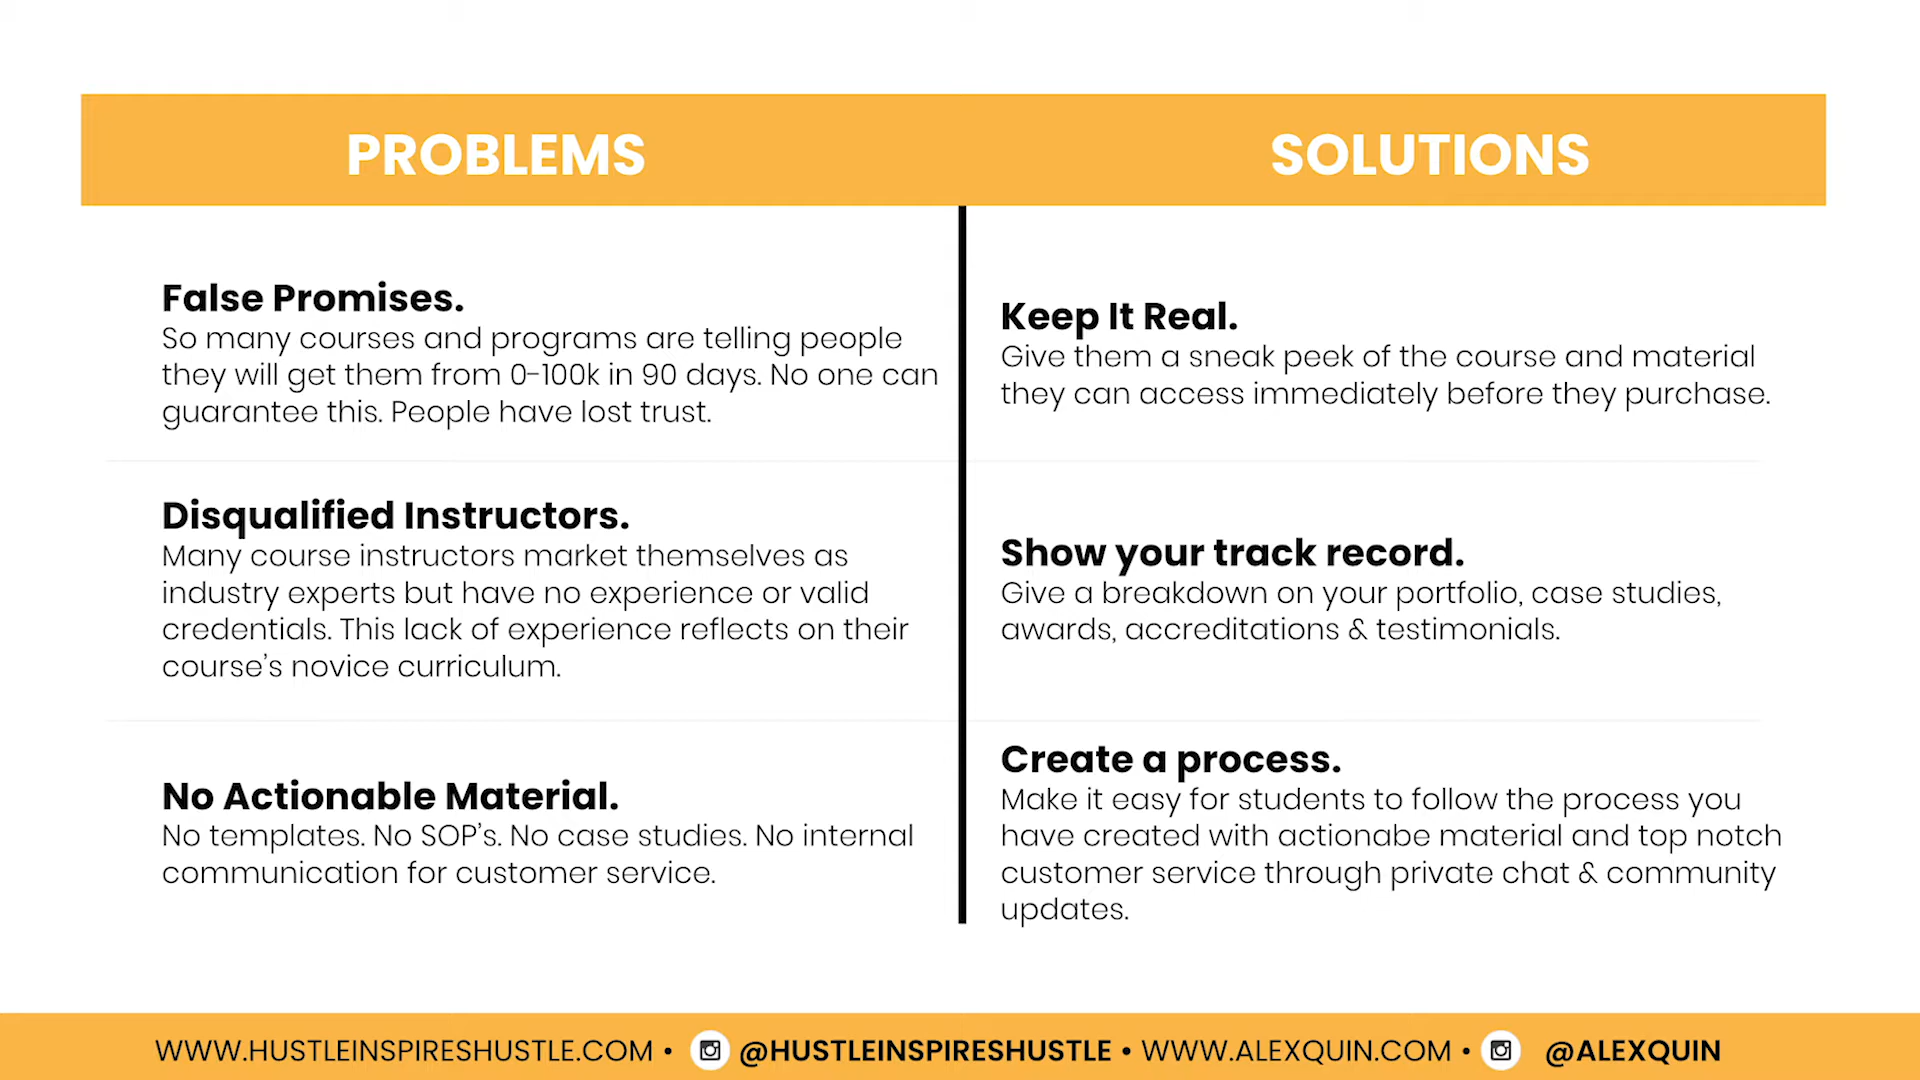 PROBLEMS
SOLUTIONS
False Promises.
So many courses and programs are telling people
they will get them from 0-100k in 90 days. No one can
guarantee this. People have lost trust.
Keep It Real.
Give them a sneak peek of the course and material
they can access immediately before they purchase.
Disqualified Instructors.
Many course instructors market themselves as
industry experts but have no experience or valid
credentials. This lack of experience reflects on their
course's novice curriculum.
Show your track record.
Give a breakdown on your portfolio, case studies,
awards, accreditations & testimonials.
No Actionable Material.
No templates. No SOP's. No case studies. No internal
communication for customer service.
Create a process.
Make it easy for students to follow the process you
have created with actionabe material and top notch
customer service through private chat & community
updates.
WWW.HUSTLEINSPIRESHUSTLE.COM • @HUSTLEINSPIRESHUSTLE • WWW.ALEXQUIN.COM • @ALEXQUIN